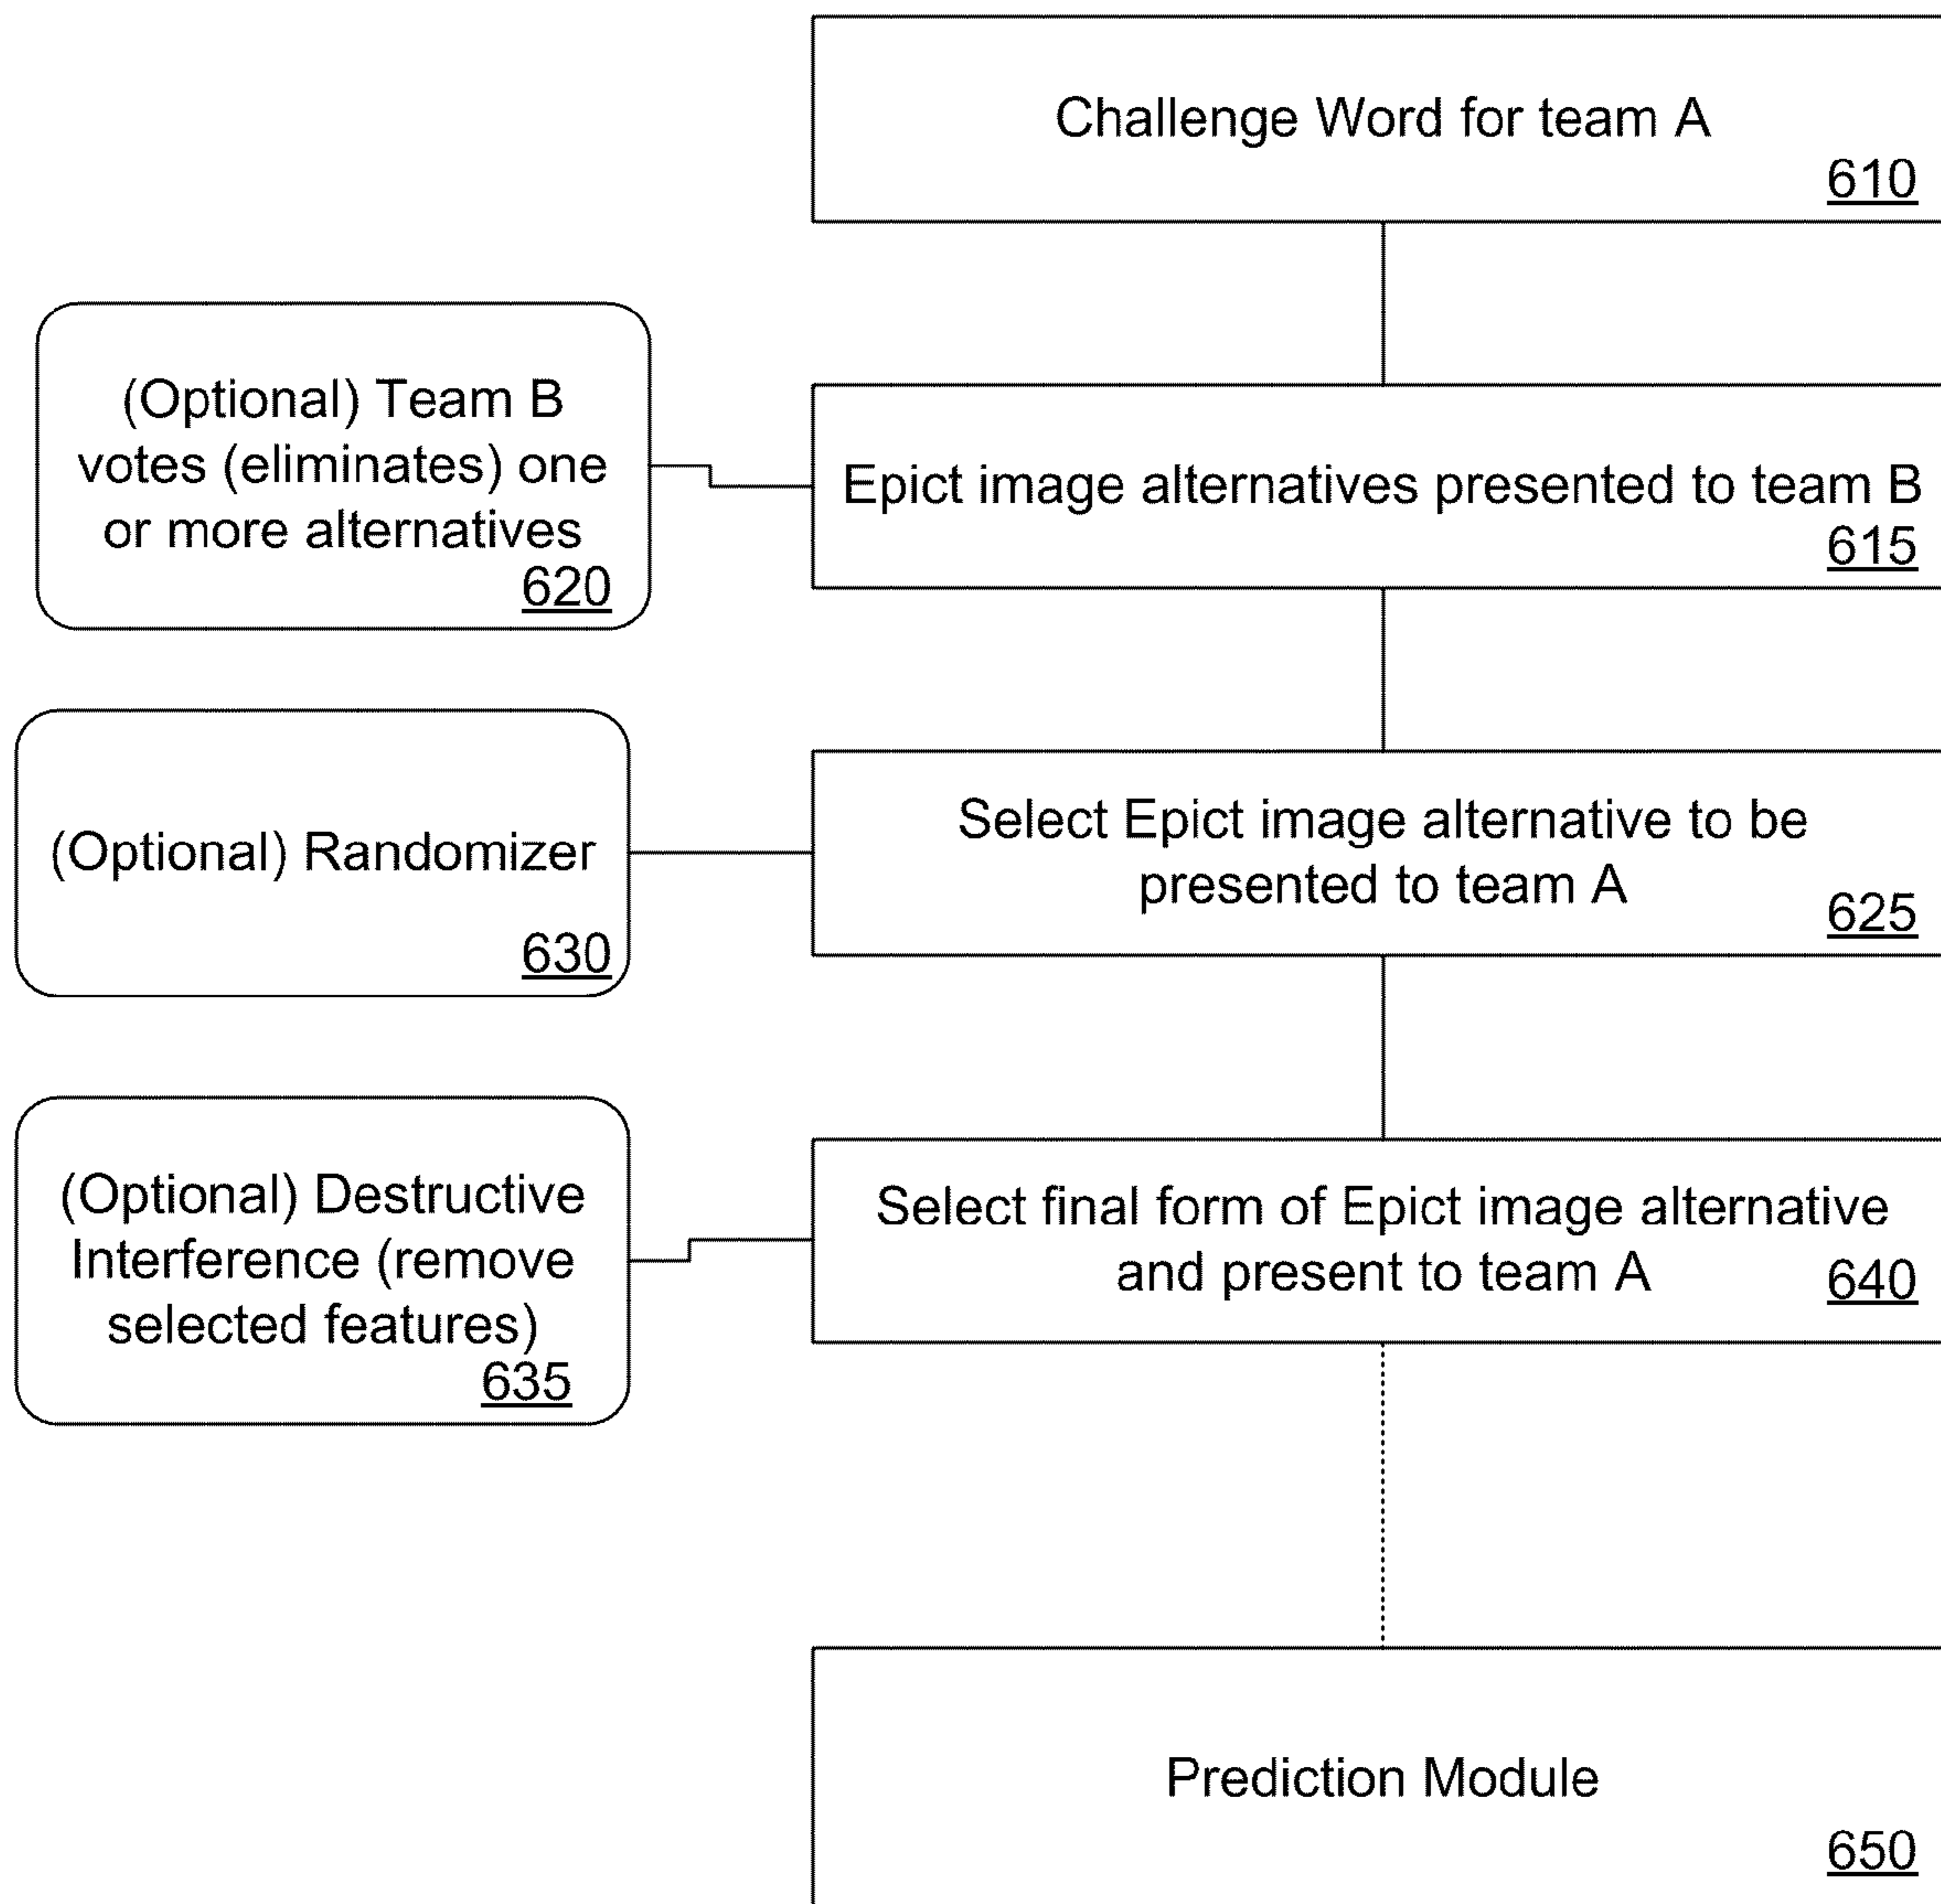 Challenge Word for team A
610
(Optional) Team B
votes (eliminates) one
or more alternatives
620
Epict image alternatives presented to team B
615
(Optional) Randomizer
630
Select Epict image alternative to be
presented to team A
625
(Optional) Destructive
Interference (remove
selected features)
635
Select final form of Epict image alternative
and present to team A
640
Prediction Module
650